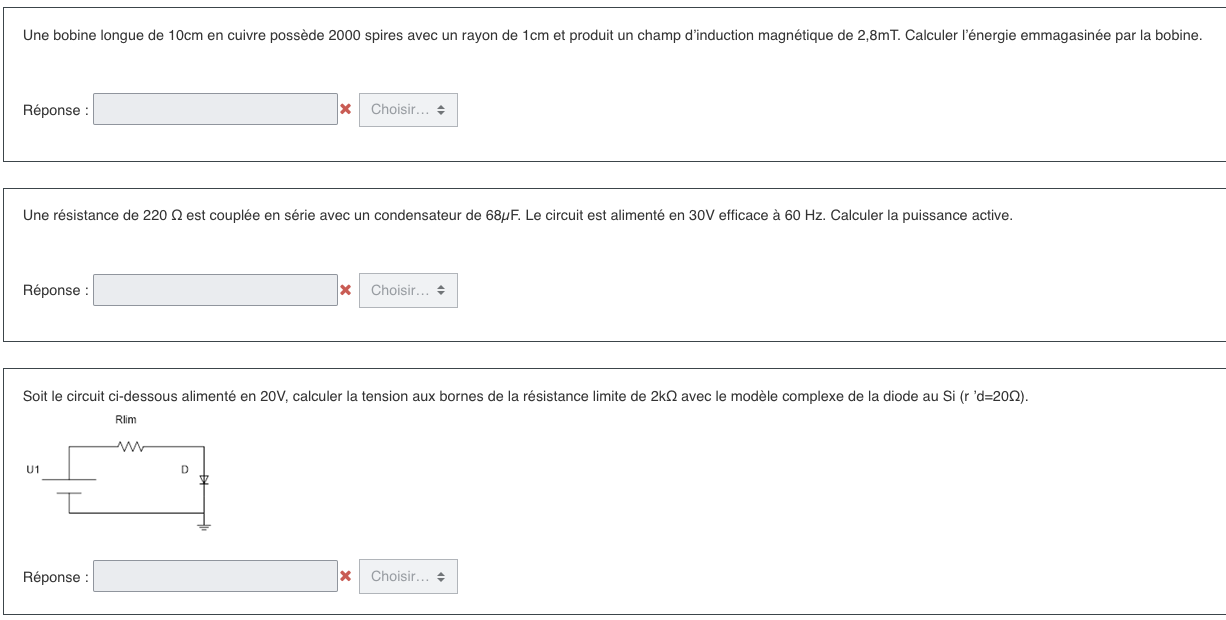 Une bobine longue de 10cm en cuivre possède 2000 spires avec un rayon de 1cm et produit un champ d’induction magnétique de 2,8mT. Calculer l’énergie emmagasinée par la bobine.
Réponse :
Choisir...
Une résistance de 220 Ω est couplée en série avec un condensateur de 68µF. Le circuit est alimenté en 30V efficace à 60 Hz. Calculer la puissance active.
Réponse :
Choisir...
Soit le circuit ci-dessous alimenté en 20V, calculer la tension aux bornes de la résistance limite de 2kΩ avec le modèle complexe de la diode au Si (r ’d=20Ω).
Rlim
U1
D
Réponse :
Choisir...